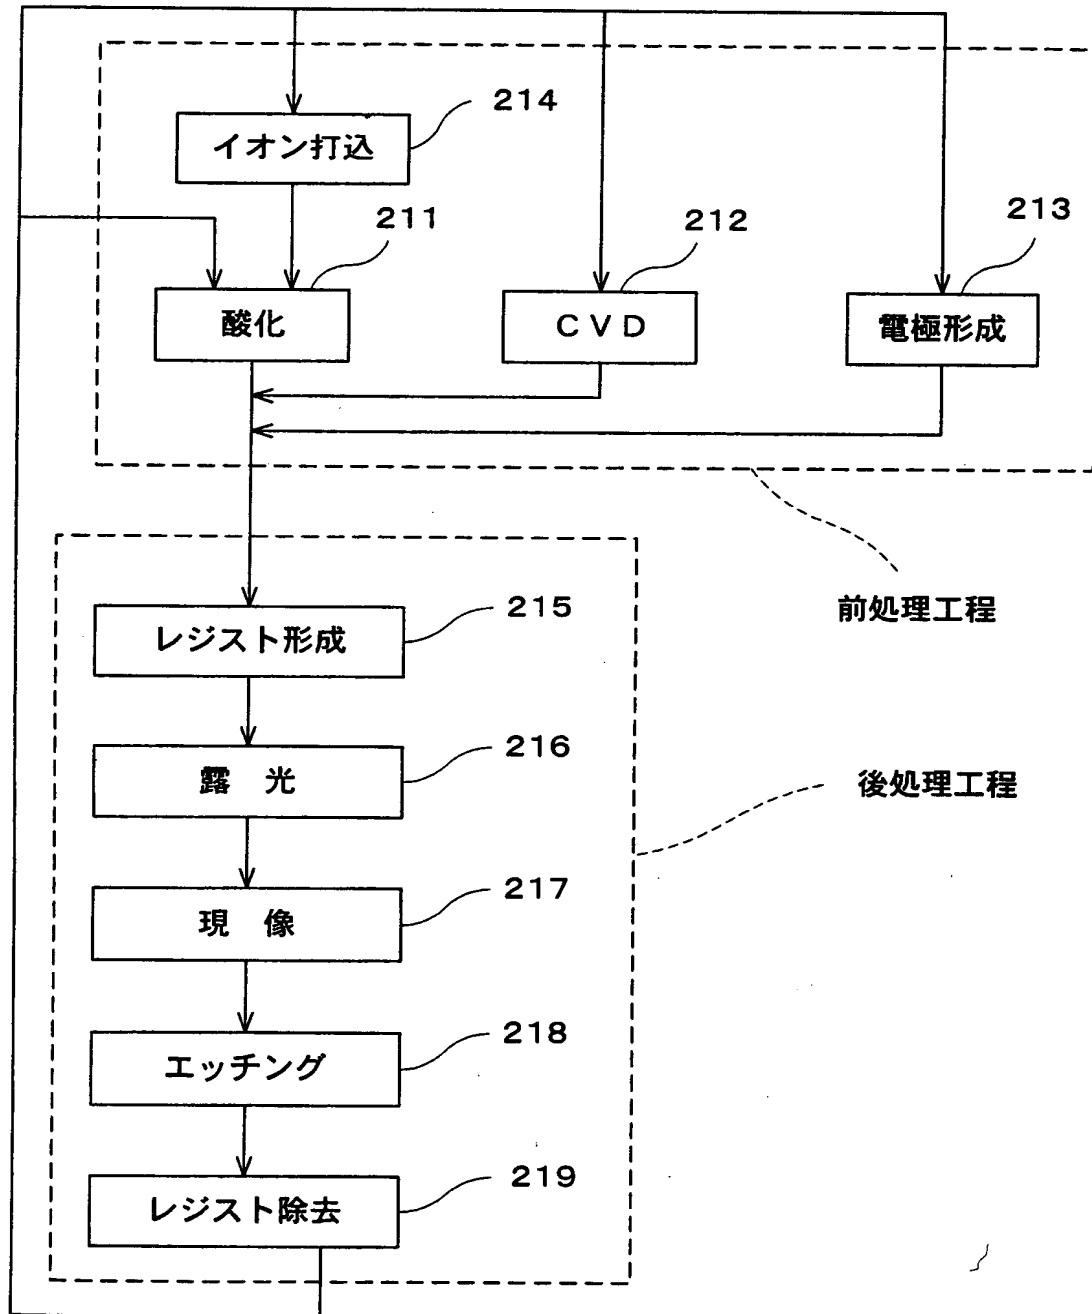 214
イオン打込
211
212
213
酸化
CVD
電極形成
215
レジスト形成
前処理工程
216
露 光
後処理工程
217
現 像
218
エッチング
219
レジスト除去